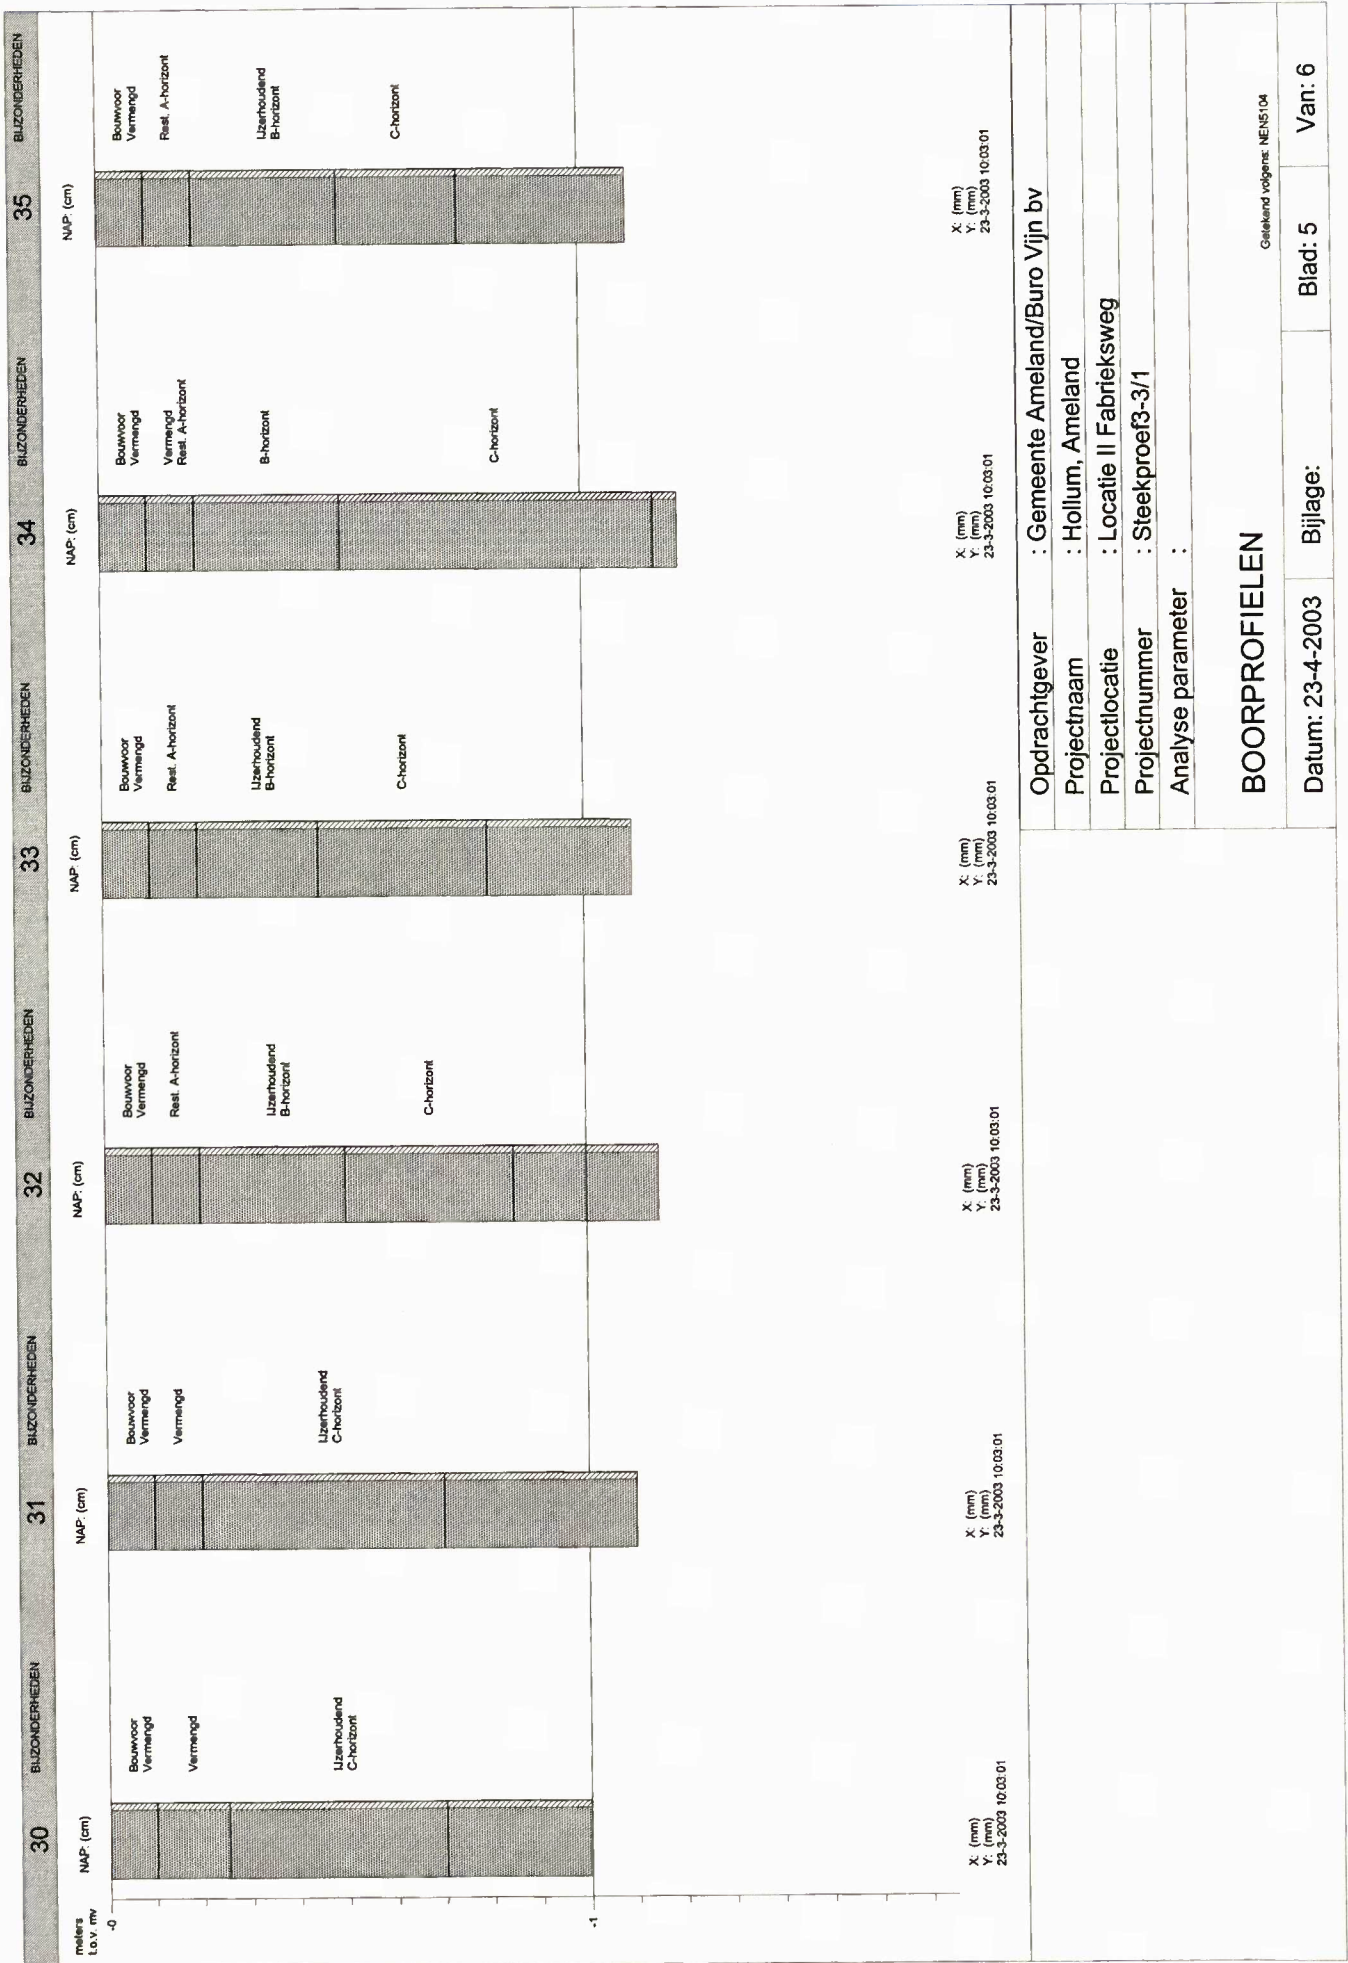 30 BIJZONDERHEDEN 31 BIJZONDERHEDEN 32 BIJZONDERHEDEN 33 BIJZONDERHEDEN 34 BIJZONDERHEDEN 35 BIJZONDERHEDEN
meters
t.o.v. mv
-0
-1
NAP: (cm)
Bouwvoor
Vermengd
Vermengd
IJzerhoudend
C-horizont
X: (mm)
Y: (mm)
23-3-2003 10:03:01
NAP: (cm)
Bouwvoor
Vermengd
Vermengd
IJzerhoudend
C-horizont
X: (mm)
Y: (mm)
23-3-2003 10:03:01
NAP: (cm)
Bouwvoor
Vermengd
Rest. A-horizont
IJzerhoudend
B-horizont
C-horizont
X: (mm)
Y: (mm)
23-3-2003 10:03:01
NAP: (cm)
Bouwvoor
Vermengd
Rest. A-horizont
IJzerhoudend
B-horizont
C-horizont
X: (mm)
Y: (mm)
23-3-2003 10:03:01
NAP: (cm)
Bouwvoor
Vermengd
Vermengd
Rest. A-horizont
B-horizont
C-horizont
X: (mm)
Y: (mm)
23-3-2003 10:03:01
NAP: (cm)
Bouwvoor
Vermengd
Rest. A-horizont
IJzerhoudend
B-horizont
C-horizont
X: (mm)
Y: (mm)
23-3-2003 10:03:01
Opdrachtgever : Gemeente Ameland/Buro Vijn bv
Projectnaam : Hollum, Ameland
Projectlocatie : Locatie II Fabrieksweg
Projectnummer : Steekproef3-3/1
Analyse parameter :
BOORPROFIELEN
Getekend volgens: NEN5104
Datum: 23-4-2003 Bijlage: Blad: 5 Van: 6